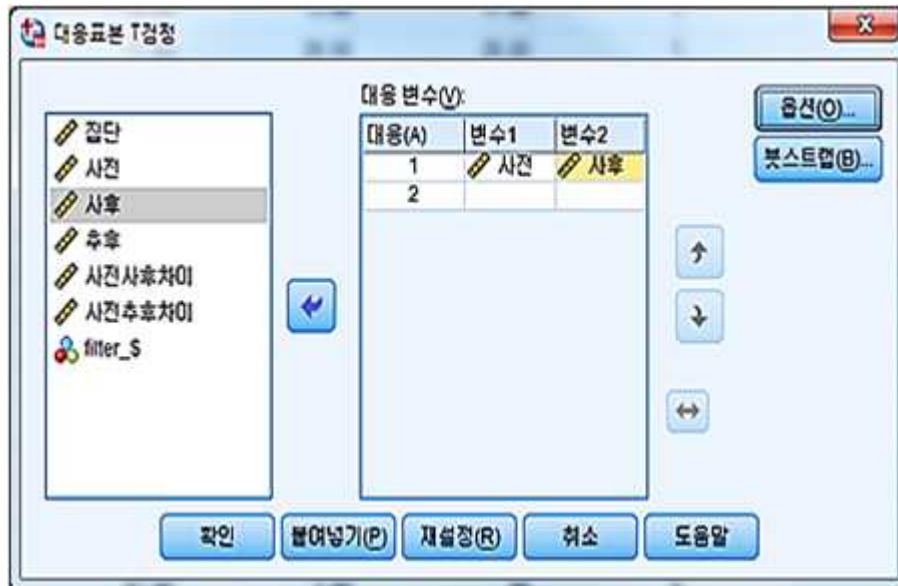 대응표본 T검정
집단
사전
사후
추후
사전사후차이
사전추후차이
filter_$
대응 변수(V):
대응(A) 변수1 변수2
1 사전 사후
2
옵션(O)...
붓스트랩(B)...
확인 붙여넣기(P) 재설정(R) 취소 도움말